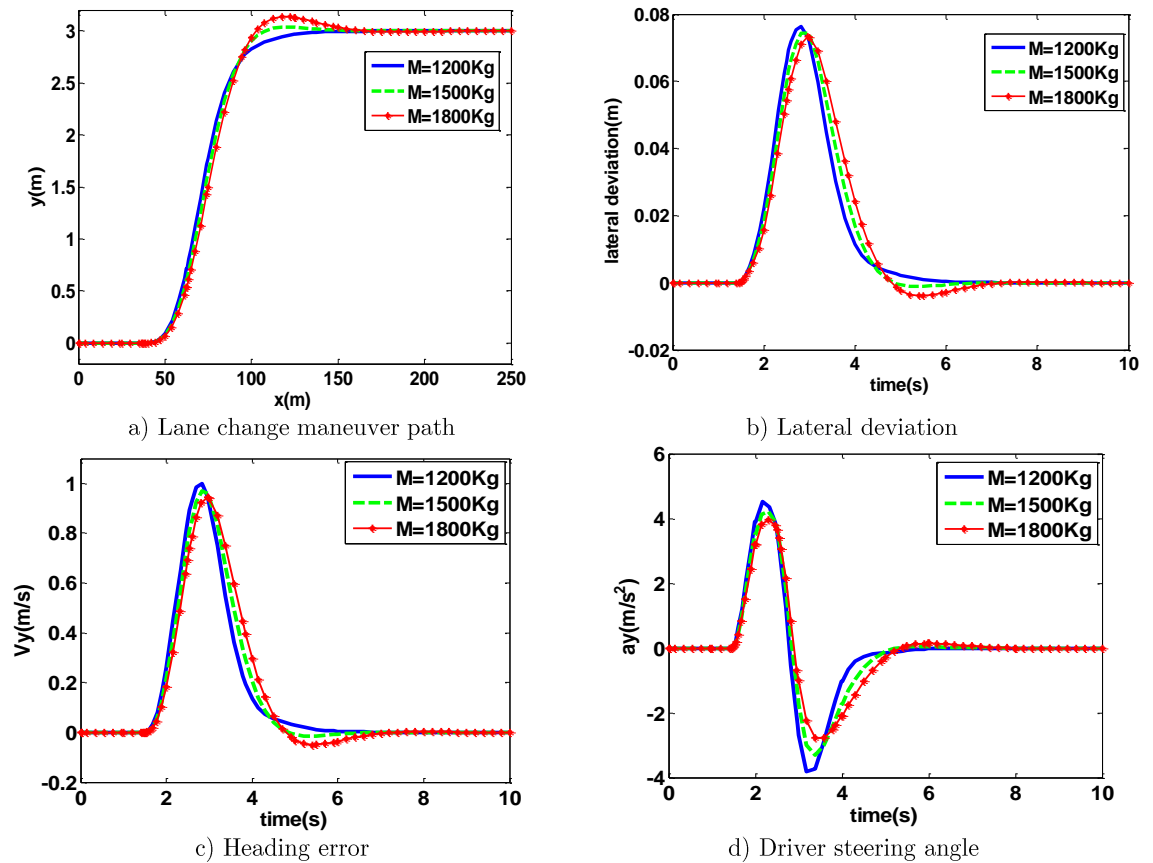 3.5
3
2.5
2
1.5
1
0.5
0
y(m)
M=1200Kg
M=1500Kg
M=1800Kg
0 50 100 150 200 250
x(m)
a) Lane change maneuver path
0.08
0.06
0.04
0.02
0
-0.02
lateral deviation(m)
M=1200Kg
M=1500Kg
M=1800Kg
0 2 4 6 8 10
time(s)
b) Lateral deviation
1
0.8
0.6
0.4
0.2
0
-0.2
Vy(m/s)
M=1200Kg
M=1500Kg
M=1800Kg
0 2 4 6 8 10
time(s)
c) Heading error
6
4
2
0
-2
-4
ay(m/s²)
M=1200Kg
M=1500Kg
M=1800Kg
0 2 4 6 8 10
time(s)
d) Driver steering angle